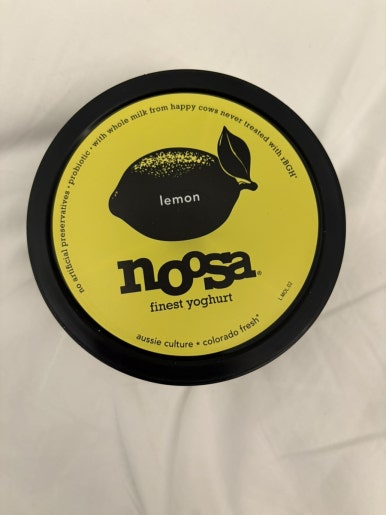 no artificial preservatives • probiotic • with whole milk from happy cows never treated with rBGH*
lemon
noosa®
finest yoghurt
aussie culture • colorado fresh*